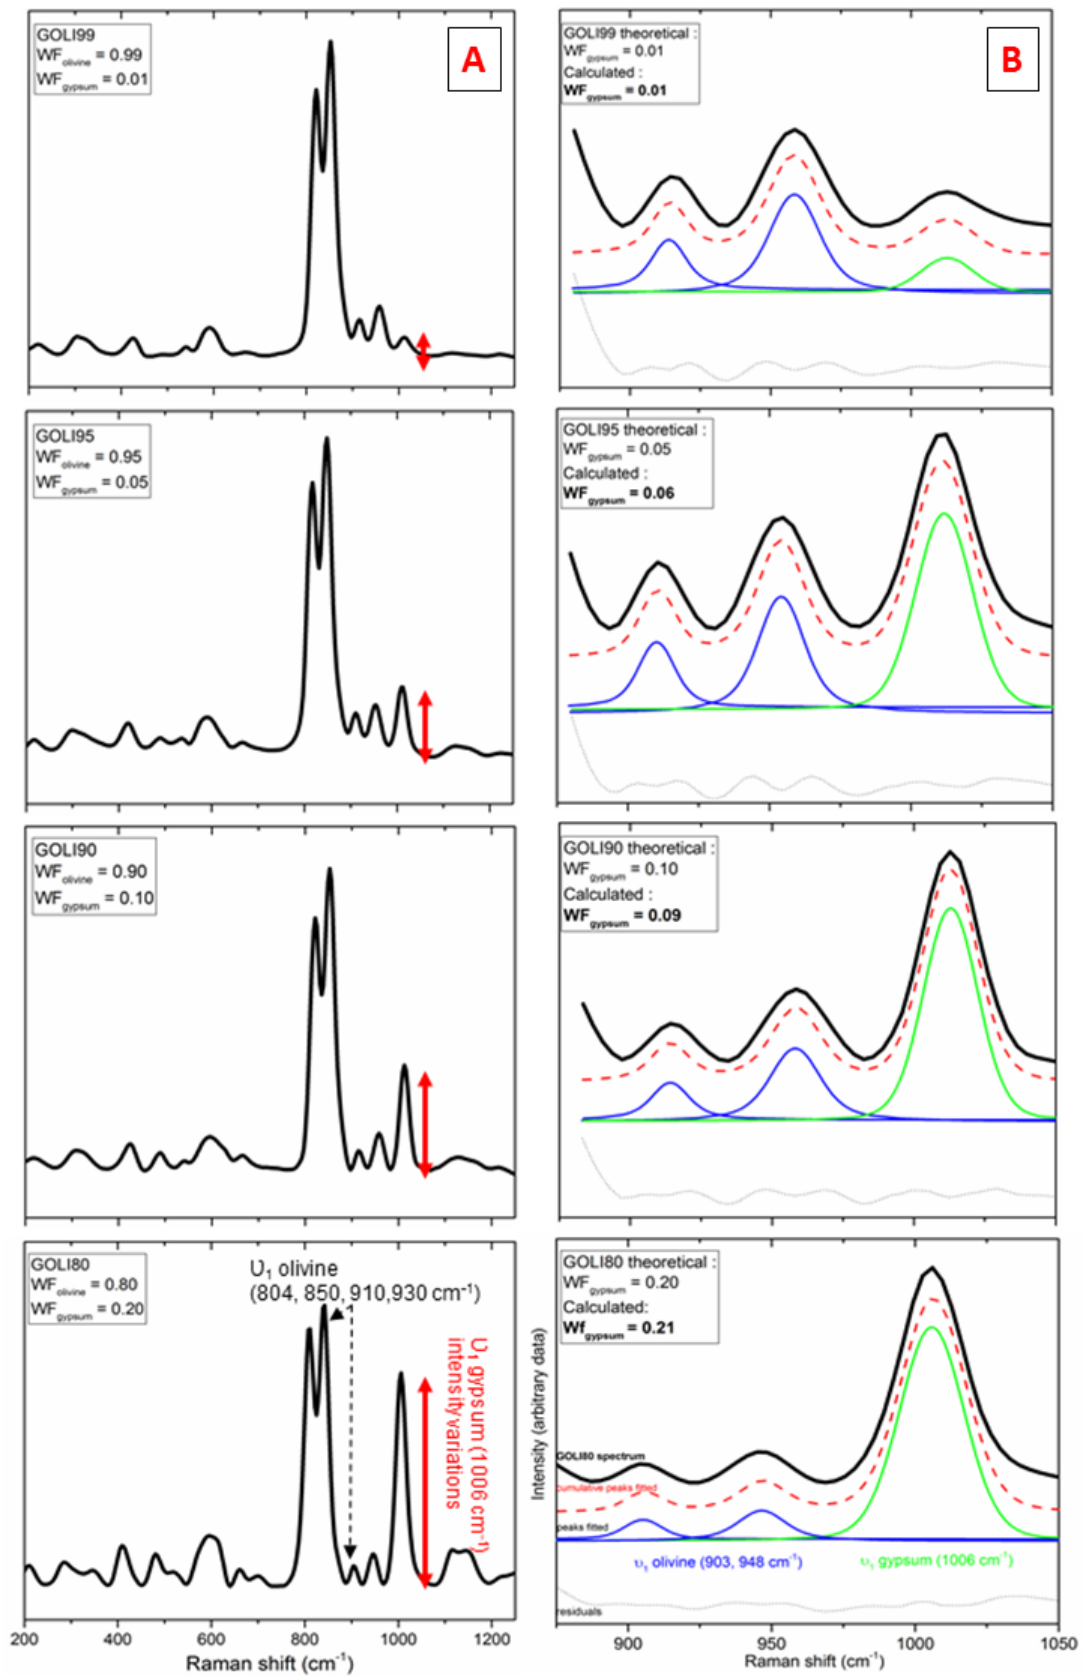 GOLI99
WFolivine = 0.99
WFgypsum = 0.01
A
GOLI99 theoretical :
WFgypsum = 0.01
Calculated :
WFgypsum = 0.01
B
GOLI95
WFolivine = 0.95
WFgypsum = 0.05
GOLI95 theoretical :
WFgypsum = 0.05
Calculated :
WFgypsum = 0.06
GOLI90
WFolivine = 0.90
WFgypsum = 0.10
GOLI90 theoretical :
WFgypsum = 0.10
Calculated :
WFgypsum = 0.09
GOLI80
WFolivine = 0.80
WFgypsum = 0.20
υ1 olivine
(804, 850, 910,930 cm-1)
υ1 gypsum (1006 cm-1)
intensity variations
200 400 600 800 1000 1200
Raman shift (cm-1)
GOLI80 theoretical :
WFgypsum = 0.20
Calculated:
Wfgypsum = 0.21
Intensity (arbitrary data)
GOLI80 spectrum
cumulative peaks fitted
peaks fitted
υ1 olivine (903, 948 cm-1)
υ1 gypsum (1006 cm-1)
residuals
900 950 1000 1050
Raman shift (cm-1)